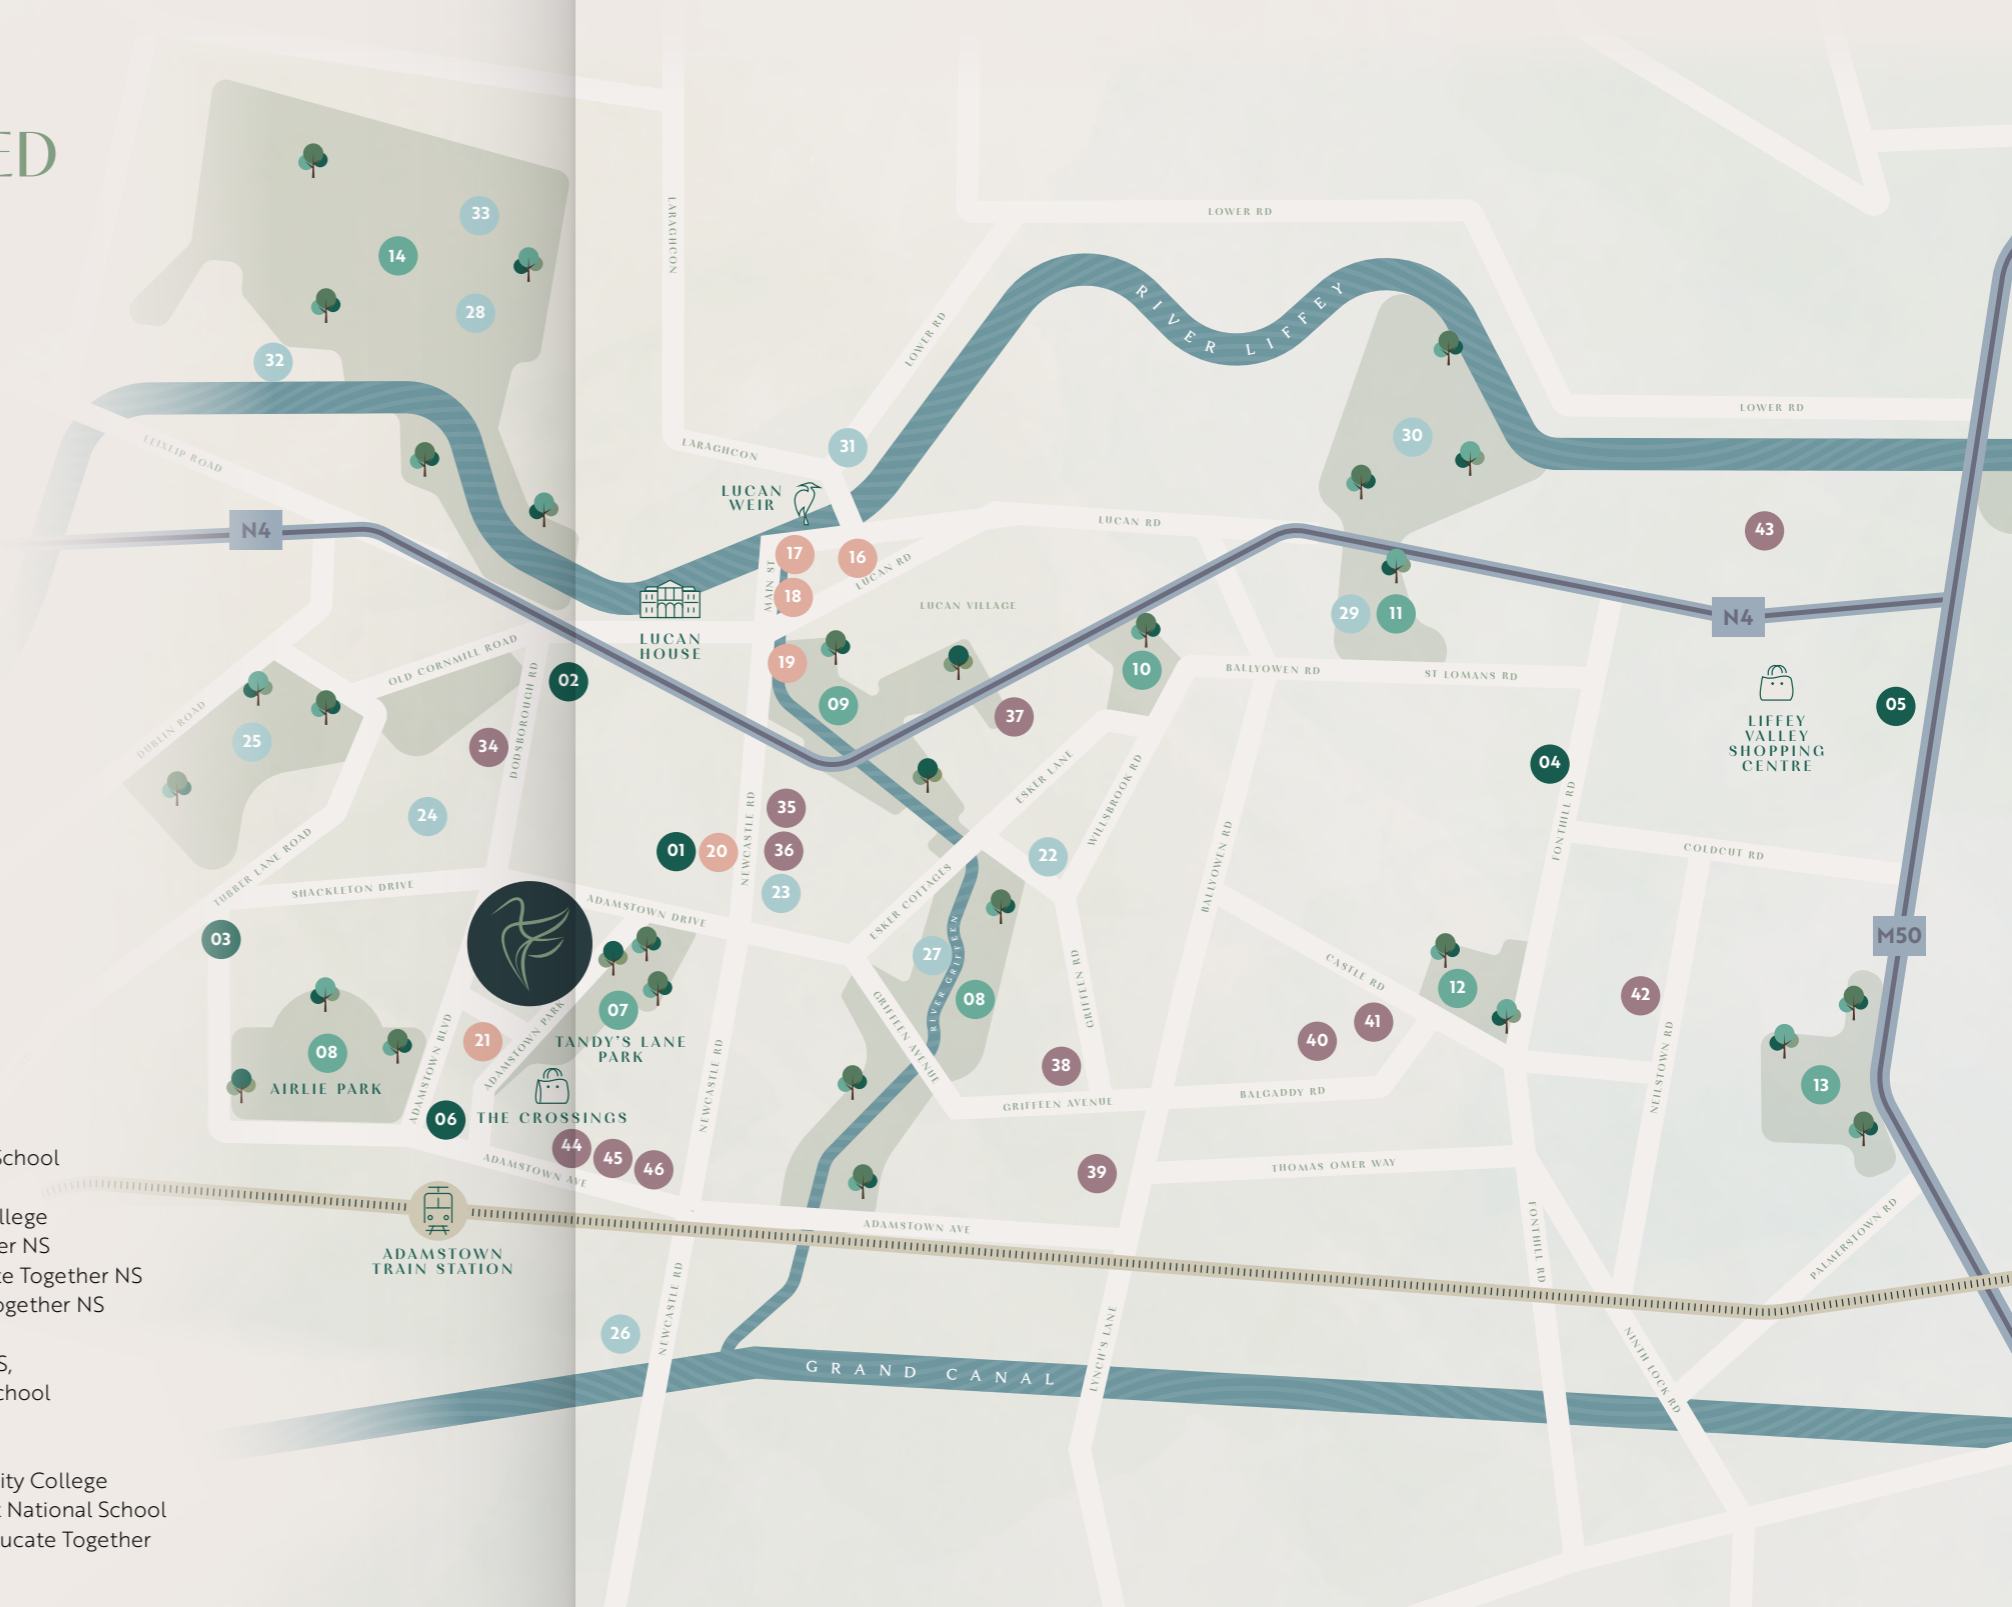 ED
33
14
28
32
LARAGHCON
LOWER RD
LOWER RD
RIVER LIFFEY
LOWER RD
LEIXLIP ROAD
LARAGHCON
31
30
LUCAN
WEIR
N4
LUCAN RD
43
17
16
LUCAN RD
MAIN ST
18
LUCAN VILLAGE
29
11
N4
LUCAN
HOUSE
OLD CORNMILL ROAD
02
19
10
BALLYOWEN RD
ST LOMANS RD
DODSBOROUGH RD
DUBLIN ROAD
25
34
09
37
05
LIFFEY
VALLEY
SHOPPING
CENTRE
04
ESKER LANE
WILLSBROOK RD
24
35
NEWCASTLE RD
01
20
36
22
BALLYOWEN RD
FONTHILL RD
COLDCUT RD
TUBBER LANE ROAD
SHACKLETON DRIVE
23
ADAMSTOWN DRIVE
ESKER COTTAGES
03
M50
27
RIVER GRIFFEEN
08
GRIFFEEN RD
CASTLE RD
12
42
07
TANDY'S LANE
PARK
GRIFFEEN AVENUE
41
40
08
AIRLIE PARK
ADAMSTOWN BLVD
21
ADAMSTOWN PARK
NEWCASTLE RD
38
NEILSTOWN RD
13
06
THE CROSSINGS
GRIFFEEN AVENUE
BALGADDY RD
44
45
46
ADAMSTOWN AVE
39
THOMAS OMER WAY
ADAMSTOWN AVE
FONTHILL RD
PALMERSTOWN RD
ADAMSTOWN
TRAIN STATION
26
NEWCASTLE RD
LYNCH'S LANE
NINTH LOCK RD
GRAND CANAL
School
llege
er NS
te Together NS
ogether NS
S,
chool
ity College
t National School
ucate Together